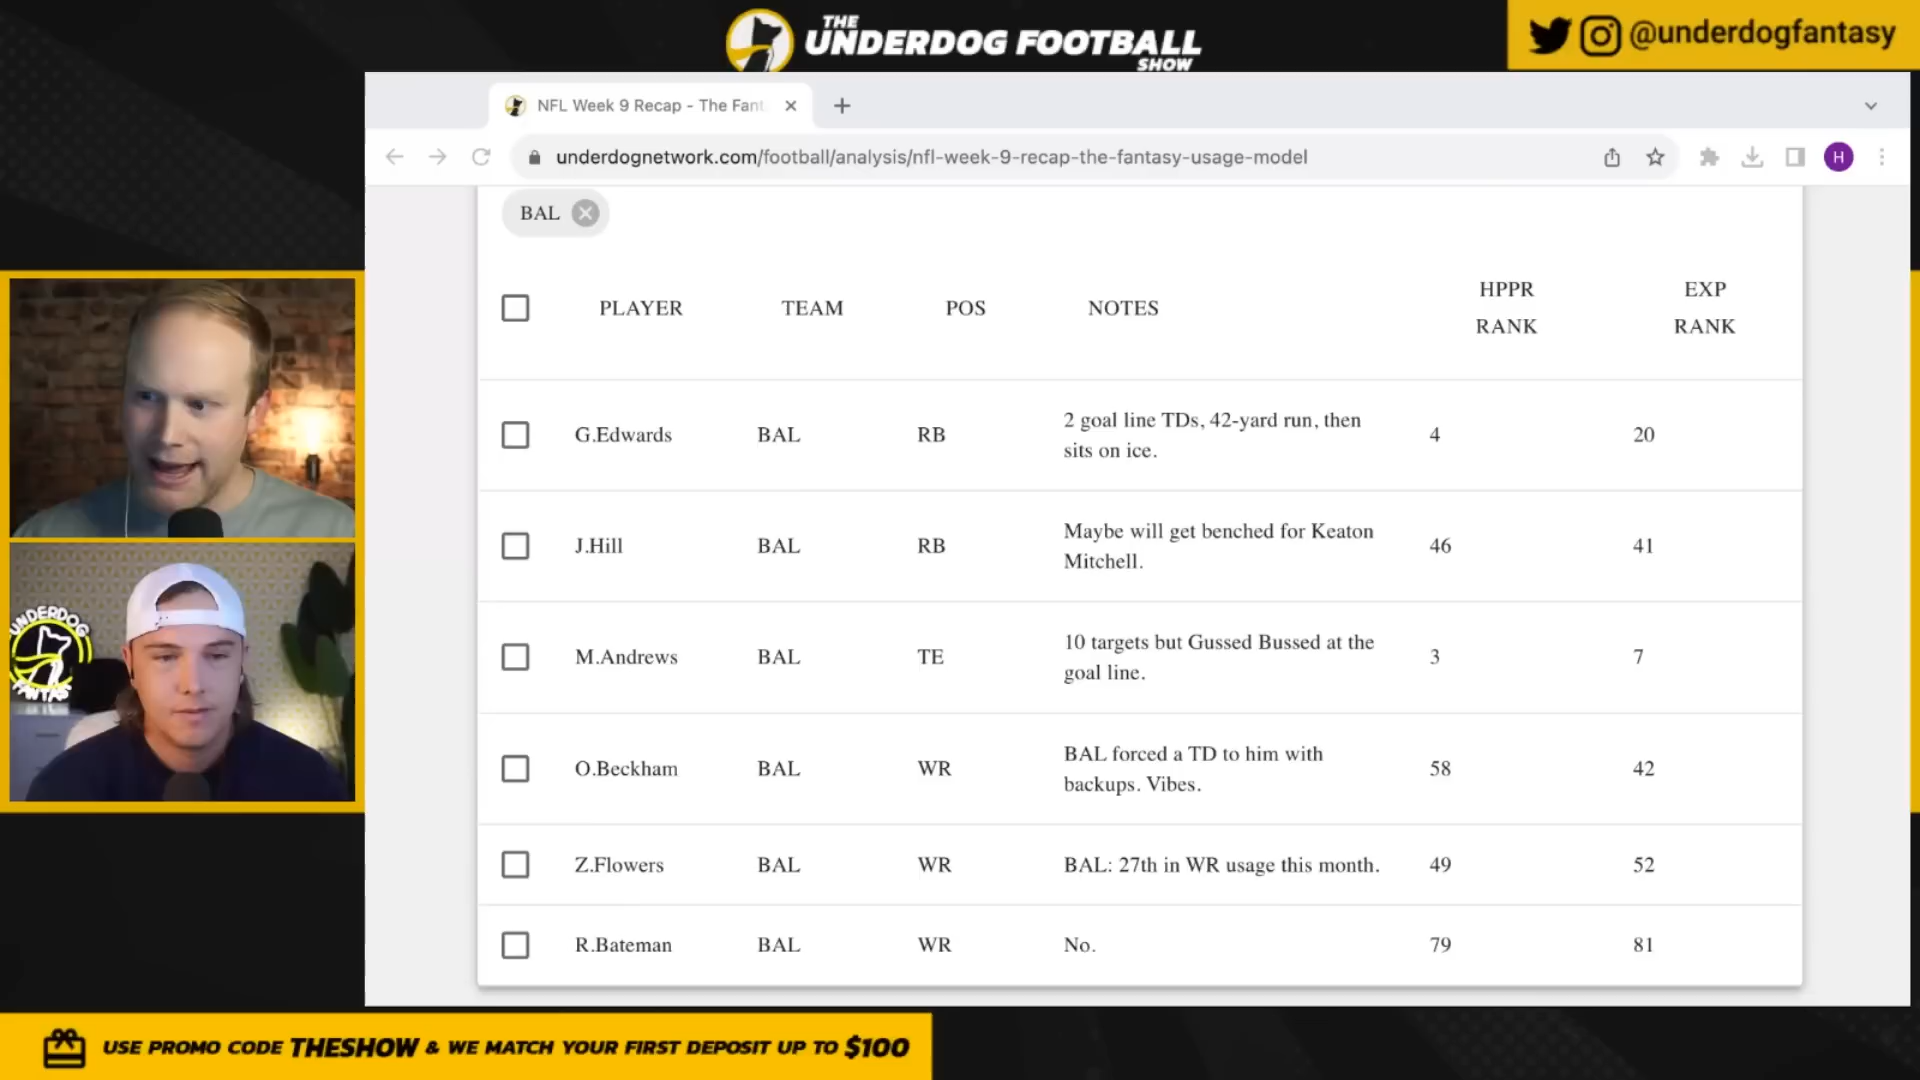 THE
UNDERDOG FOOTBALL
SHOW
@underdogfantasy
NFL Week 9 Recap - The Fant
underdognetwork.com/football/analysis/nfl-week-9-recap-the-fantasy-usage-model
H
BAL
PLAYER TEAM POS NOTES HPPR RANK EXP RANK
G.Edwards BAL RB 2 goal line TDs, 42-yard run, then 4 20
sits on ice.
J.Hill BAL RB Maybe will get benched for Keaton 46 41
Mitchell.
M.Andrews BAL TE 10 targets but Gussed Bussed at the 3 7
goal line.
O.Beckham BAL WR BAL forced a TD to him with 58 42
backups. Vibes.
Z.Flowers BAL WR BAL: 27th in WR usage this month. 49 52
R.Bateman BAL WR No. 79 81
UNDERDOG
USE PROMO CODE THESHOW & WE MATCH YOUR FIRST DEPOSIT UP TO $100